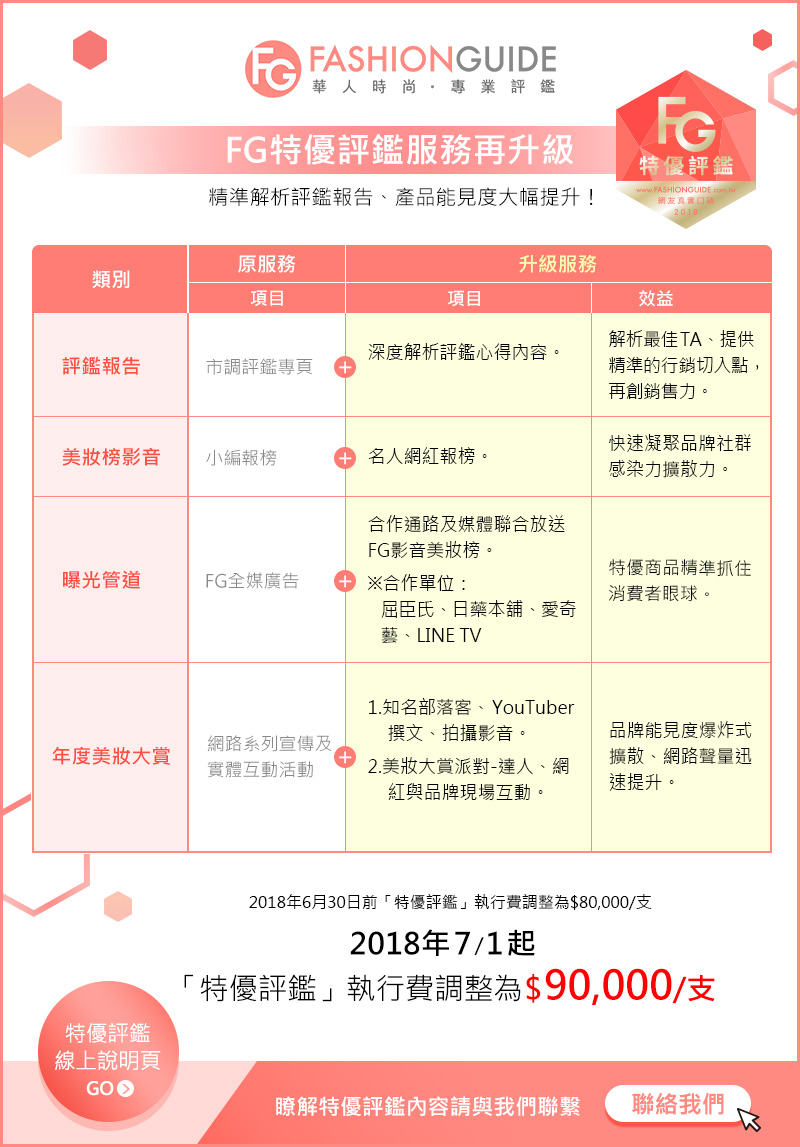 FG FASHIONGUIDE
華人時尚·專業評鑑
FG特優評鑑服務再升級
精準解析評鑑報告、產品能見度大幅提升！
FG
特優評鑑
www.FASHIONGUIDE.com.tw
網友真實口碑
2018
類別
原服務
升級服務
項目
項目
效益
評鑑報告
市調評鑑專頁
+
深度解析評鑑心得內容。
解析最佳TA、提供
精準的行銷切入點，
再創銷售力。
美妝榜影音
小編報榜
+
名人網紅報榜。
快速凝聚品牌社群
感染力擴散力。
曝光管道
FG全媒廣告
+
合作通路及媒體聯合放送
FG影音美妝榜。
※合作單位：
屈臣氏、日藥本舖、愛奇
藝、LINE TV
特優商品精準抓住
消費者眼球。
年度美妝大賞
網路系列宣傳及
實體互動活動
+
1.知名部落客、YouTuber
撰文、拍攝影音。
2.美妝大賞派對-達人、網
紅與品牌現場互動。
品牌能見度爆炸式
擴散、網路聲量迅
速提升。
2018年6月30日前「特優評鑑」執行費調整為$80,000/支
2018年7/1起
「特優評鑑」執行費調整為$90,000/支
特優評鑑
線上說明頁
GO
瞭解特優評鑑內容請與我們聯繫
聯絡我們